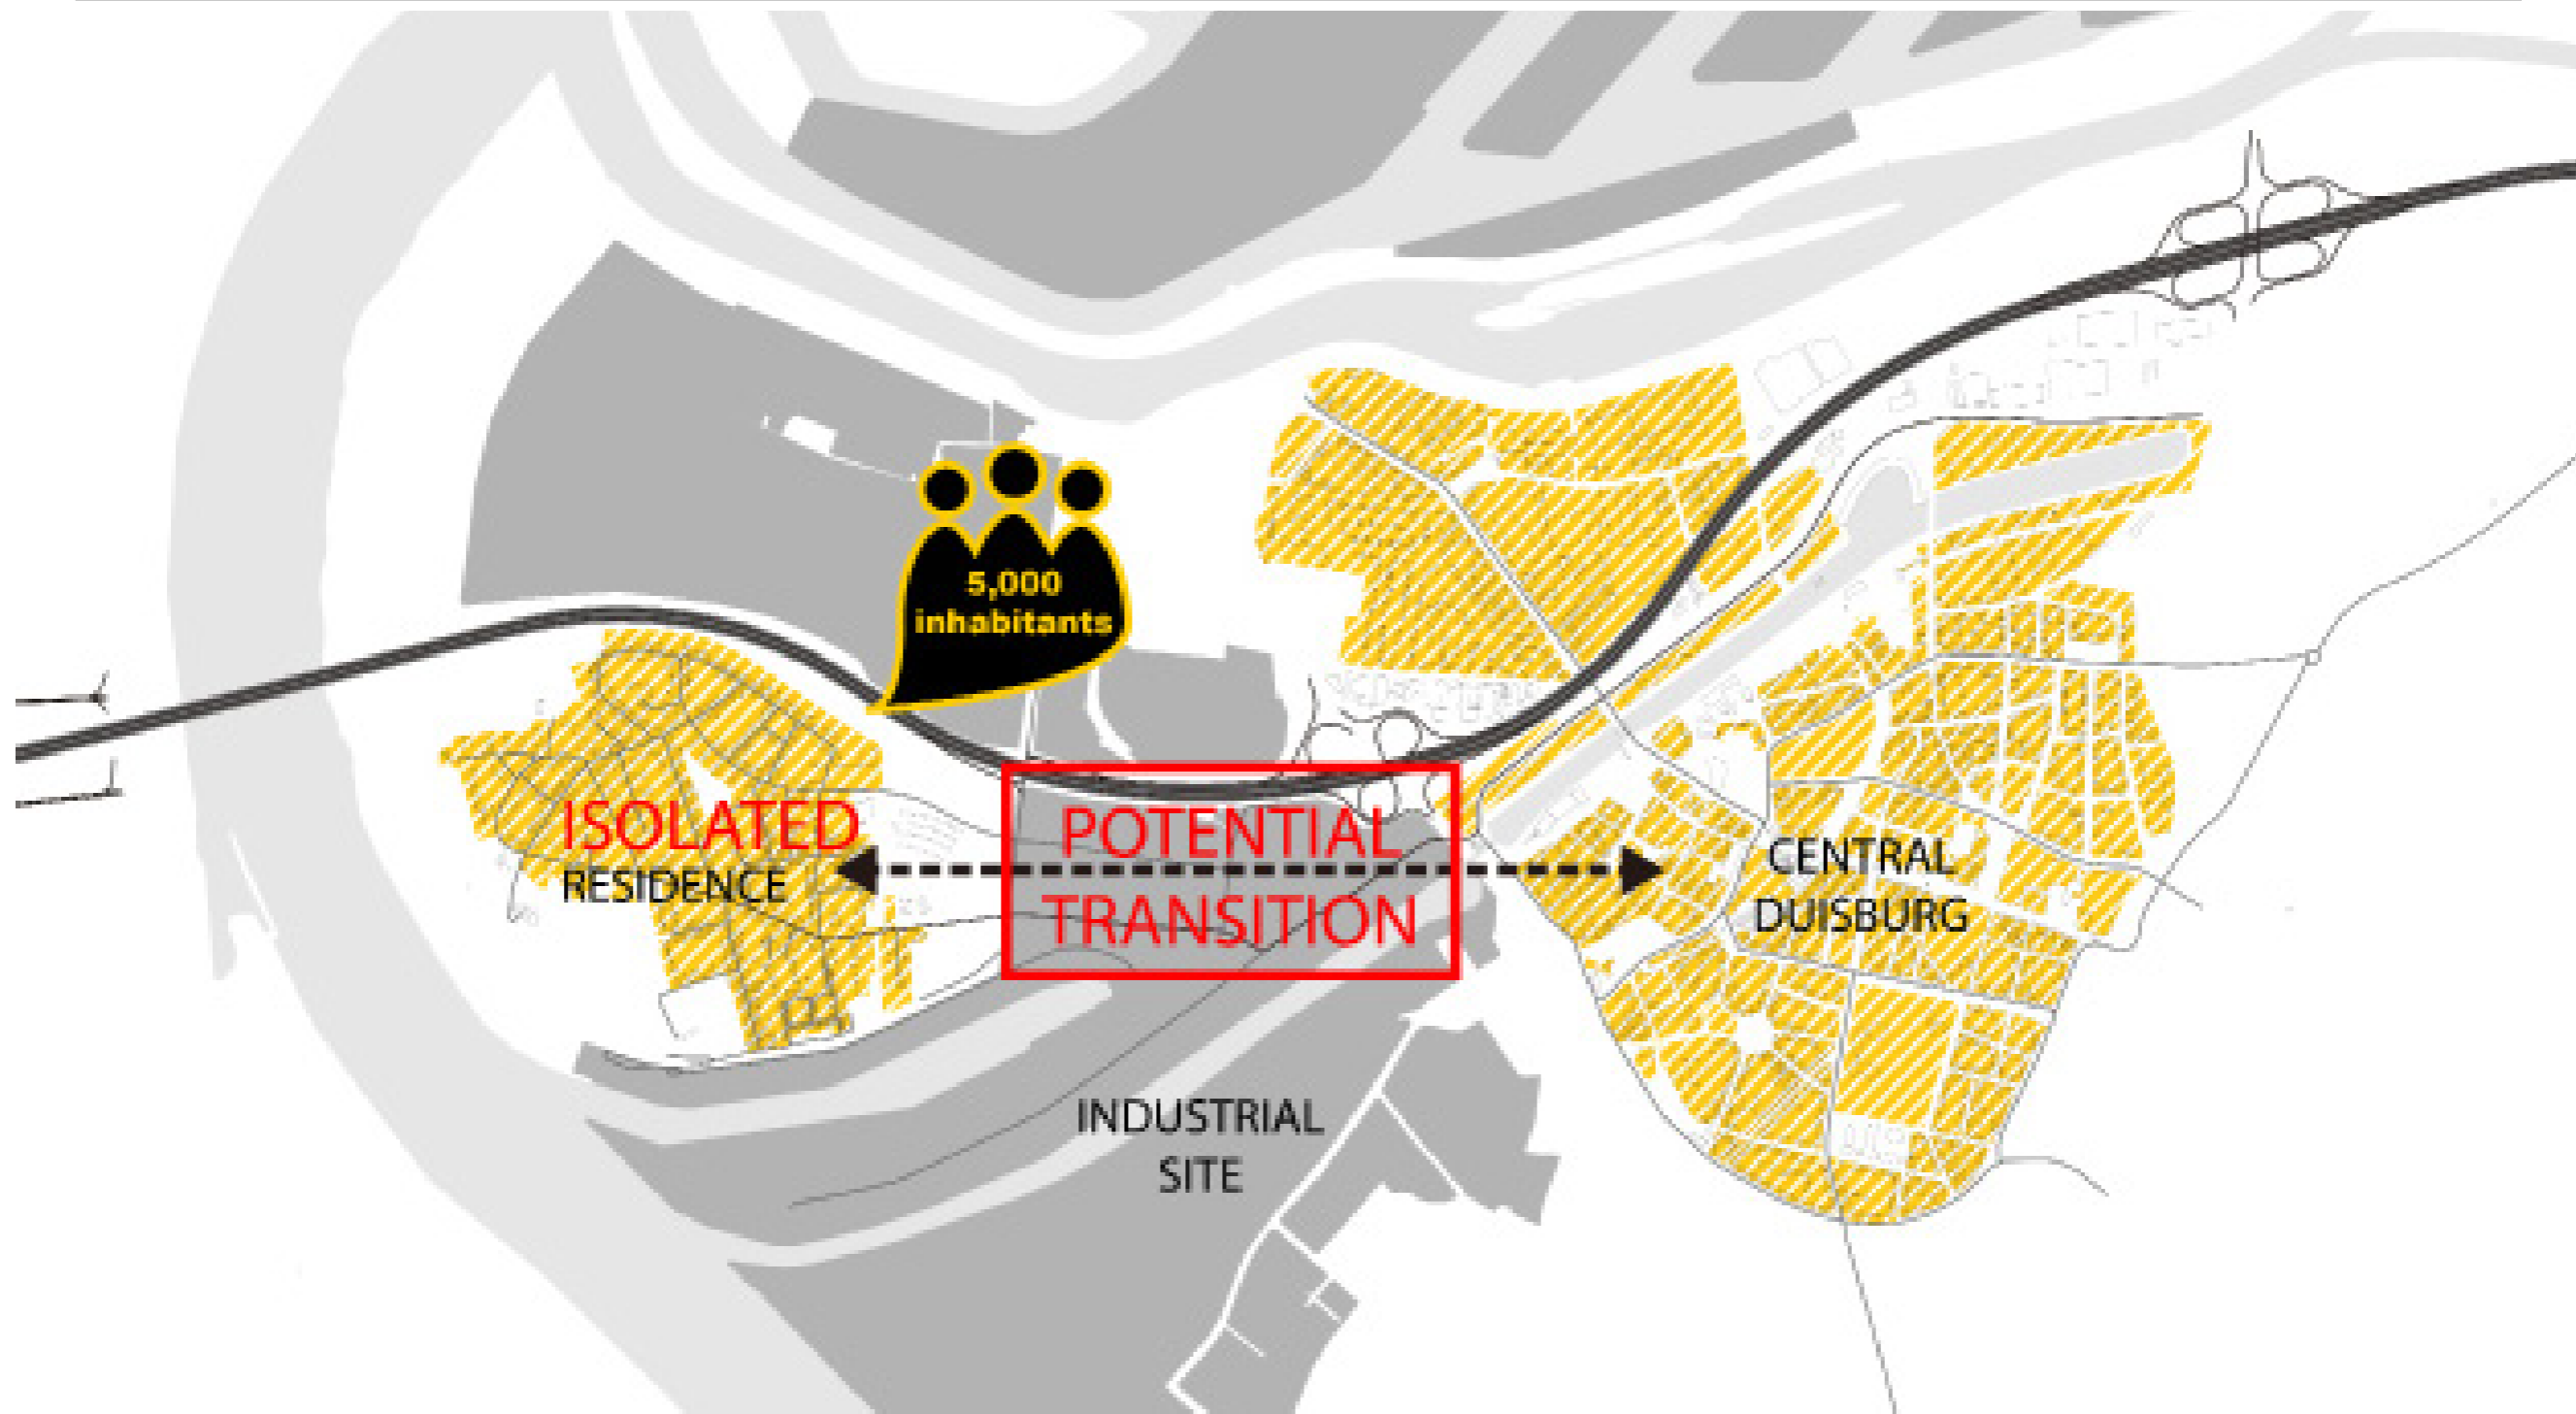 5,000
inhabitants
ISOLATED
RESIDENCE
POTENTIAL
TRANSITION
CENTRAL
DUISBURG
INDUSTRIAL
SITE